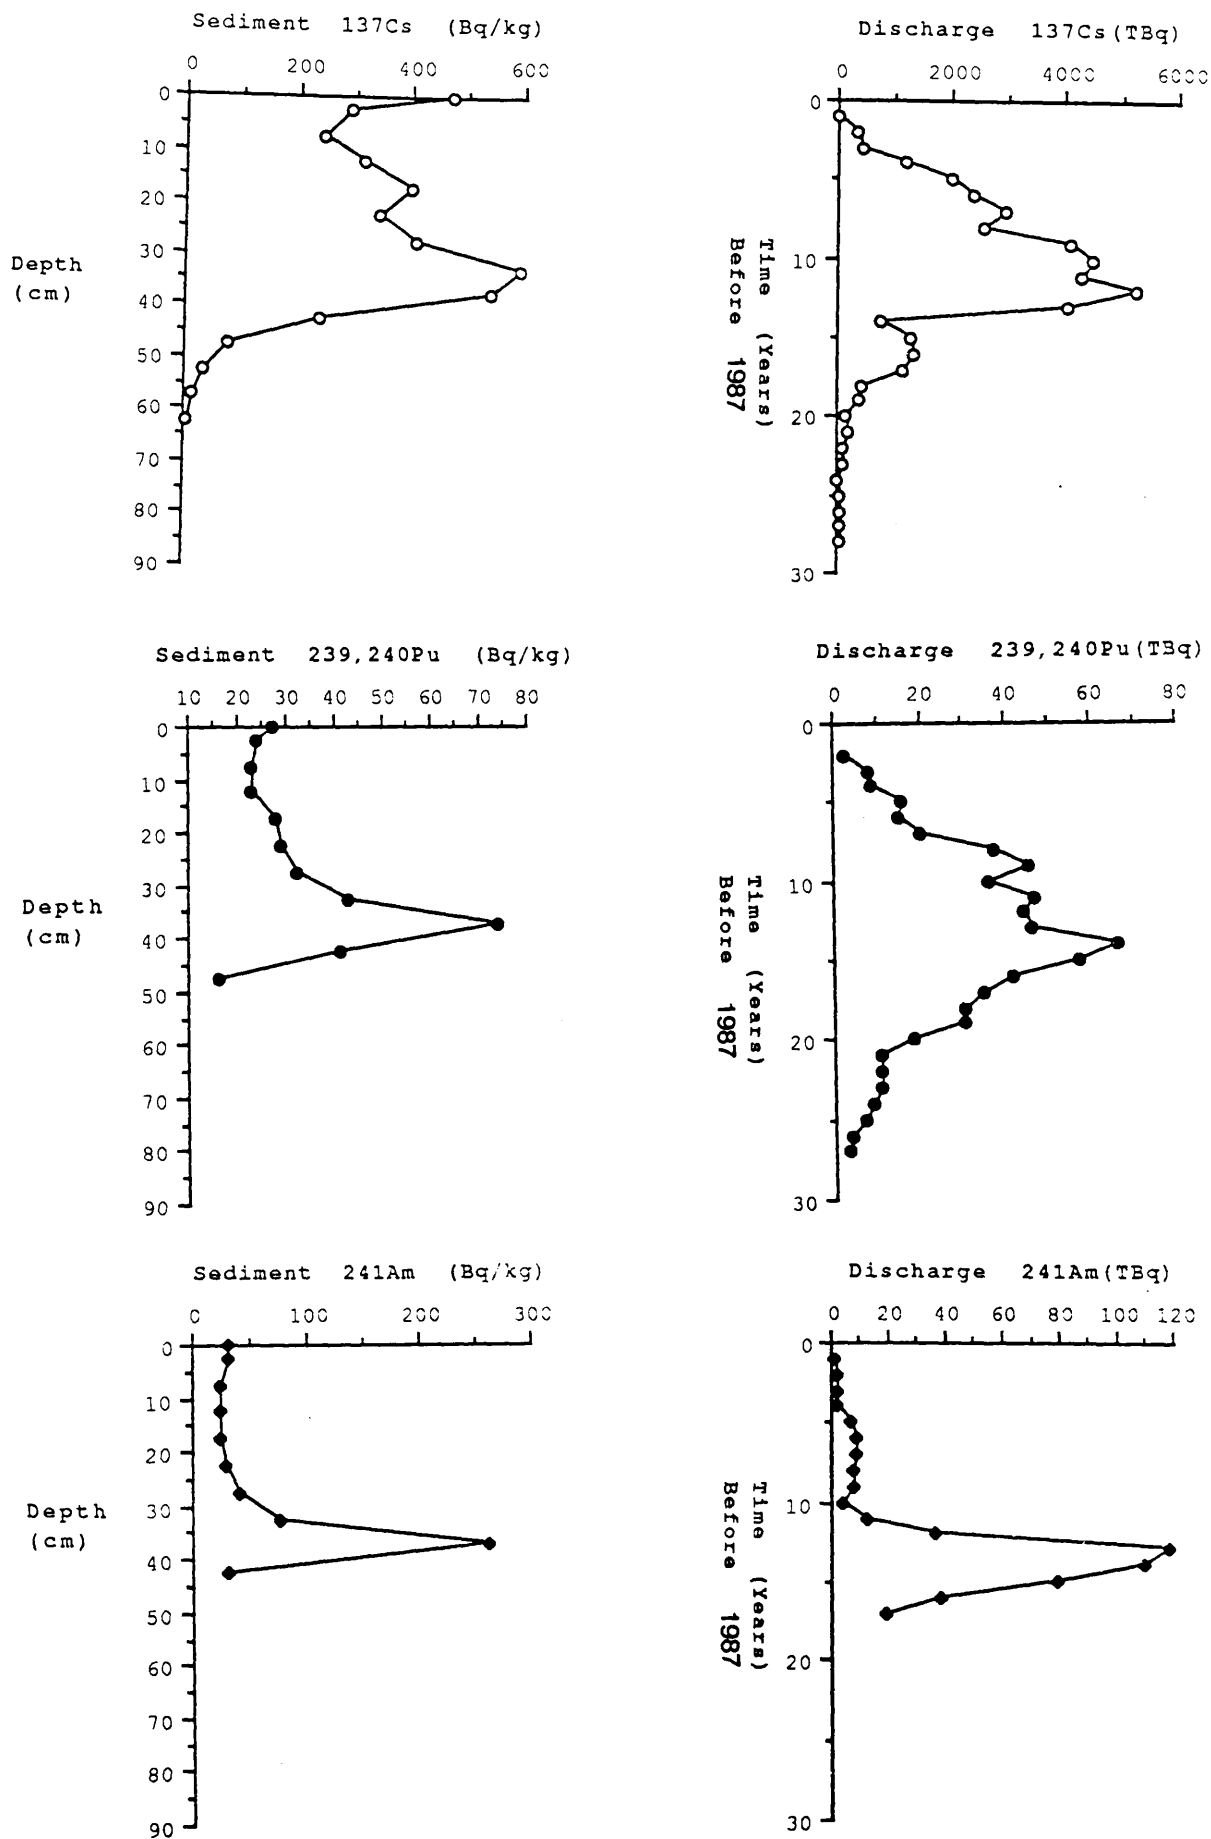 Sediment 137Cs (Bq/kg)
0 200 400 600
0
10
20
30
40
50
60
70
80
90
Depth
(cm)
Discharge 137Cs(TBq)
0 2000 4000 6000
0
10
20
30
Time (Years)
Before 1987
Sediment 239,240Pu (Bq/kg)
10 20 30 40 50 60 70 80
0
10
20
30
40
50
60
70
80
90
Depth
(cm)
Discharge 239,240Pu(TBq)
0 20 40 60 80
0
10
20
30
Time (Years)
Before 1987
Sediment 241Am (Bq/kg)
0 100 200 300
0
10
20
30
40
50
60
70
80
90
Depth
(cm)
Discharge 241Am(TBq)
0 20 40 60 80 100 120
0
10
20
30
Time (Years)
Before 1987